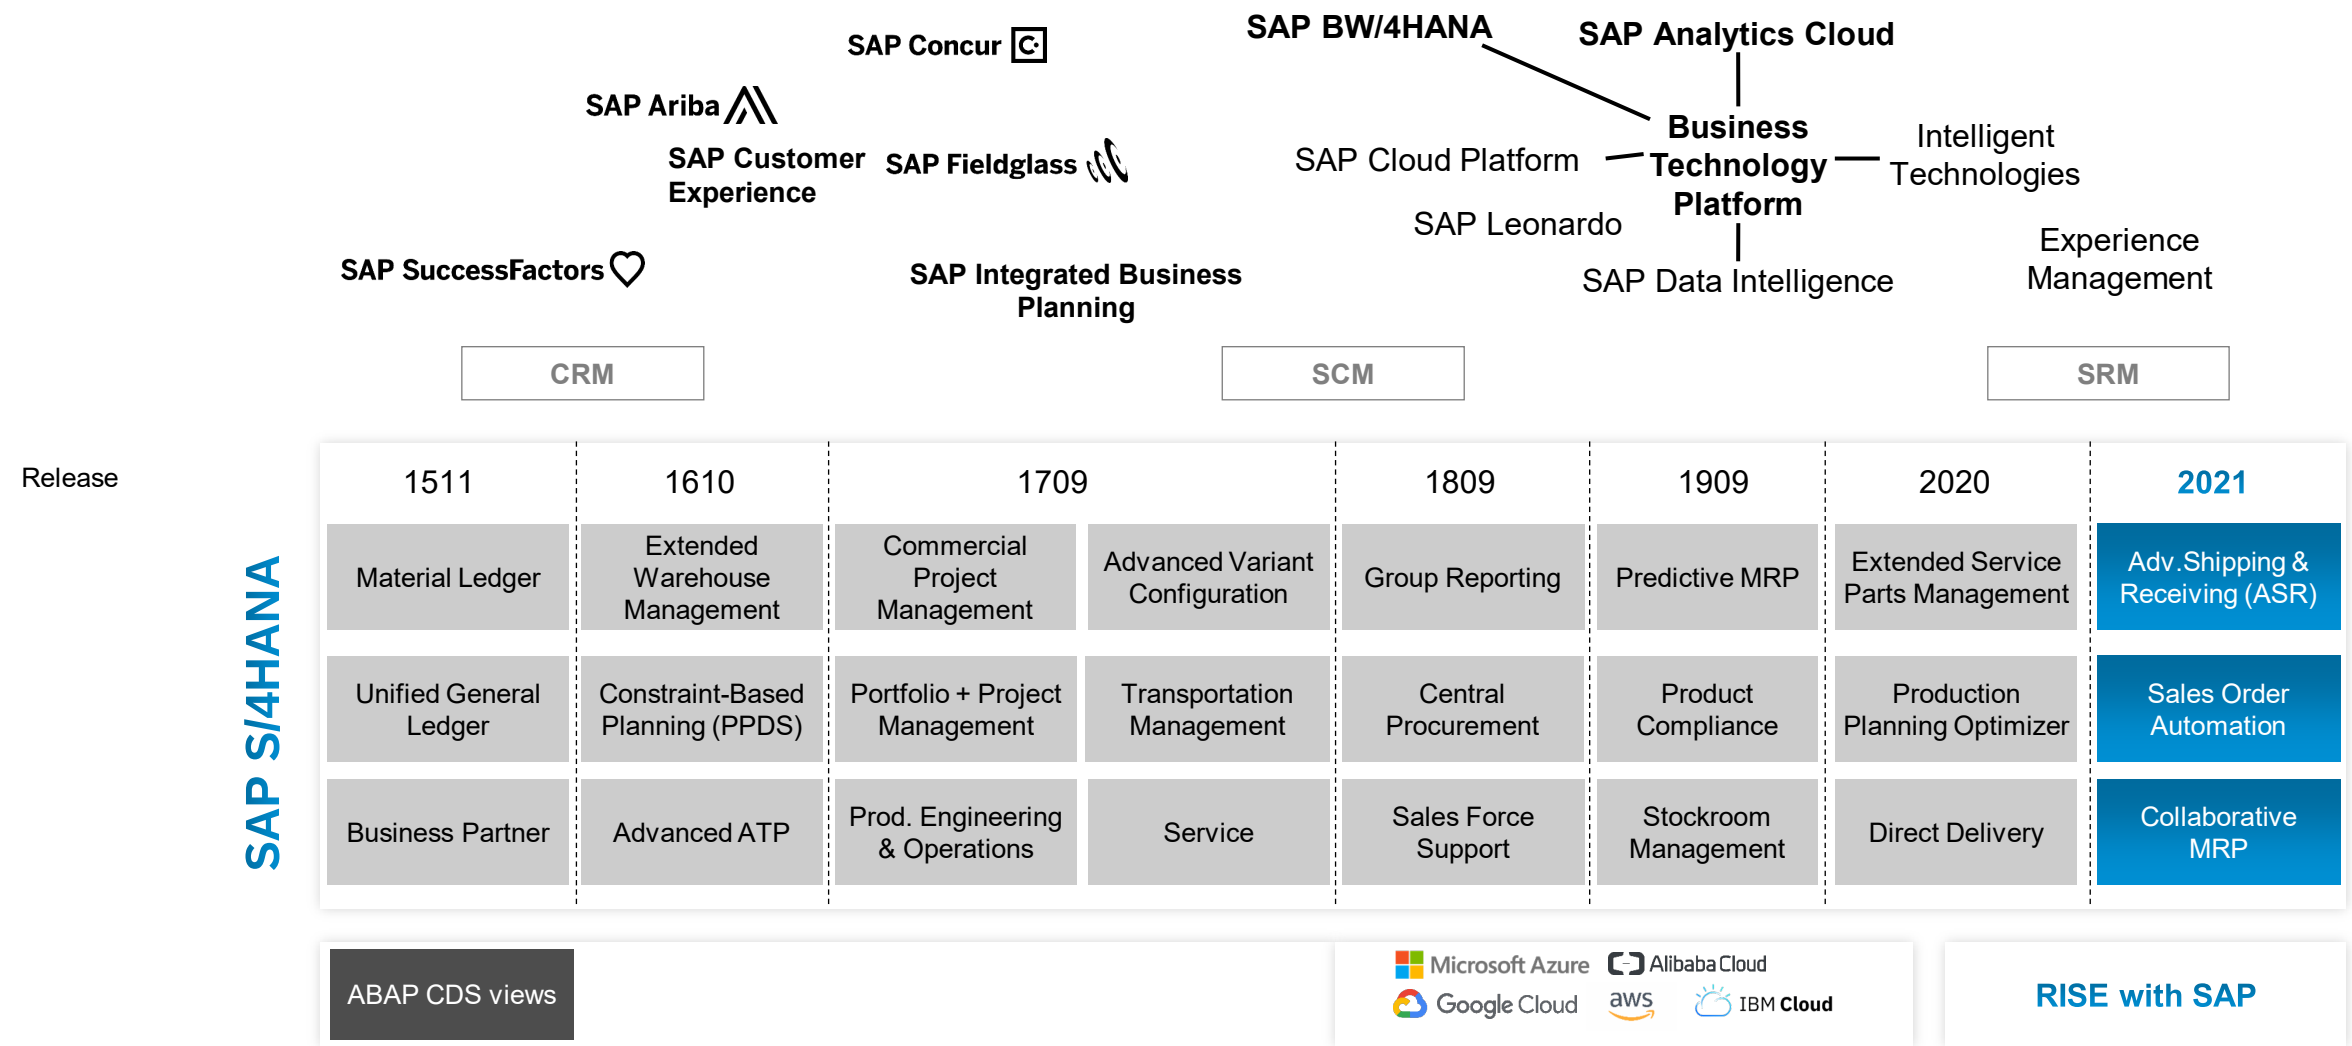 SAP Concur
SAP BW/4HANA
SAP Analytics Cloud
SAP Ariba
SAP Customer
Experience
SAP Fieldglass
SAP Cloud Platform
Business
Technology
Platform
Intelligent
Technologies
SAP Leonardo
SAP SuccessFactors
SAP Integrated Business
Planning
SAP Data Intelligence
Experience
Management
CRM
SCM
SRM
Release
1511
1610
1709
1809
1909
2020
2021
SAP S/4HANA
Material Ledger
Extended
Warehouse
Management
Commercial
Project
Management
Advanced Variant
Configuration
Group Reporting
Predictive MRP
Extended Service
Parts Management
Adv.Shipping &
Receiving (ASR)
Unified General
Ledger
Constraint-Based
Planning (PPDS)
Portfolio + Project
Management
Transportation
Management
Central
Procurement
Product
Compliance
Production
Planning Optimizer
Sales Order
Automation
Business Partner
Advanced ATP
Prod. Engineering
& Operations
Service
Sales Force
Support
Stockroom
Management
Direct Delivery
Collaborative
MRP
ABAP CDS views
Microsoft Azure
Alibaba Cloud
Google Cloud
aws
IBM Cloud
RISE with SAP